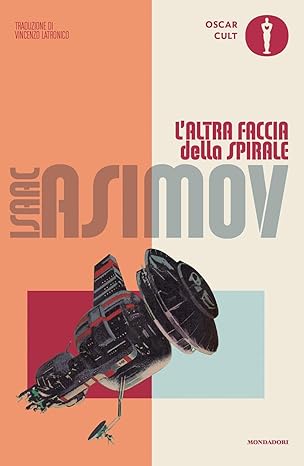 TRADUZIONE DI
VINCENZO LATRONICO
OSCAR
CULT
L'ALTRA FACCIA
della SPIRALE
ISAAC
ASIMOV
MONDADORI